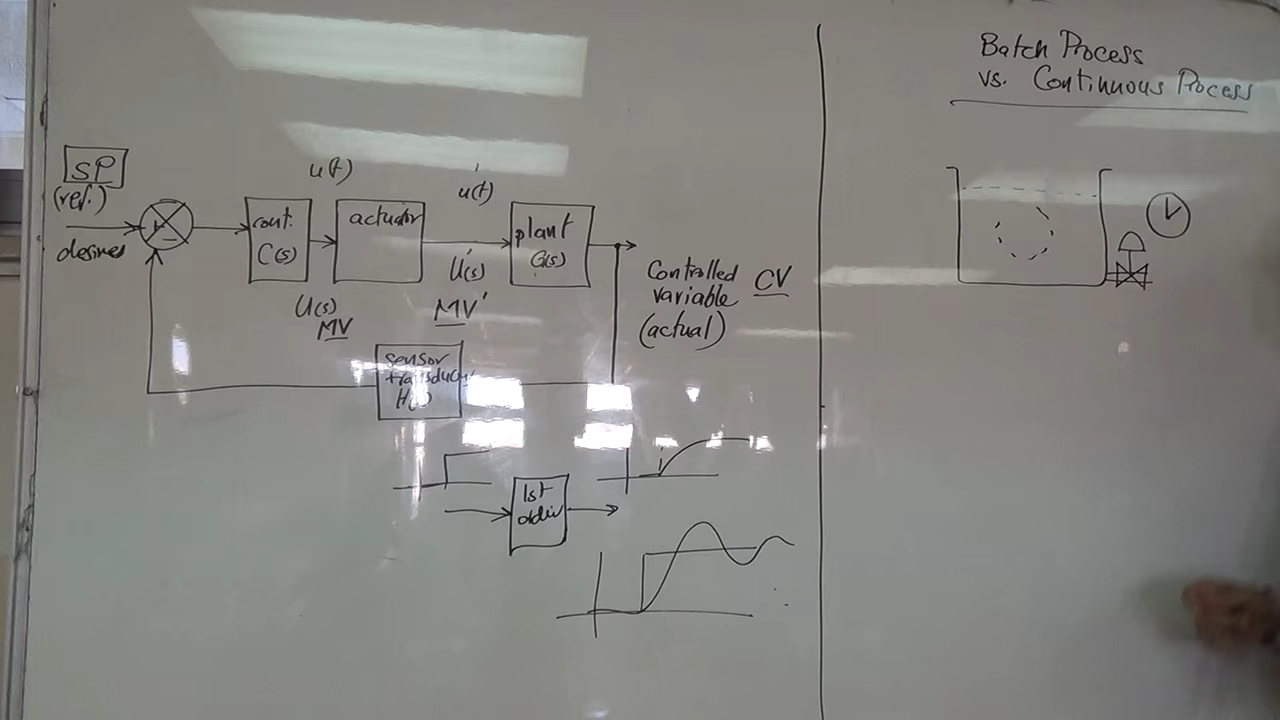 Batch Process
vs. Continuous Process
SP
(ref.)
desired
u(t)
u'(t)
cont.
C(s)
actuator
plant
G(s)
U(s)
MV
U'(s)
MV'
Controlled
variable CV
(actual)
sensor
transducer
H(s)
1st
order